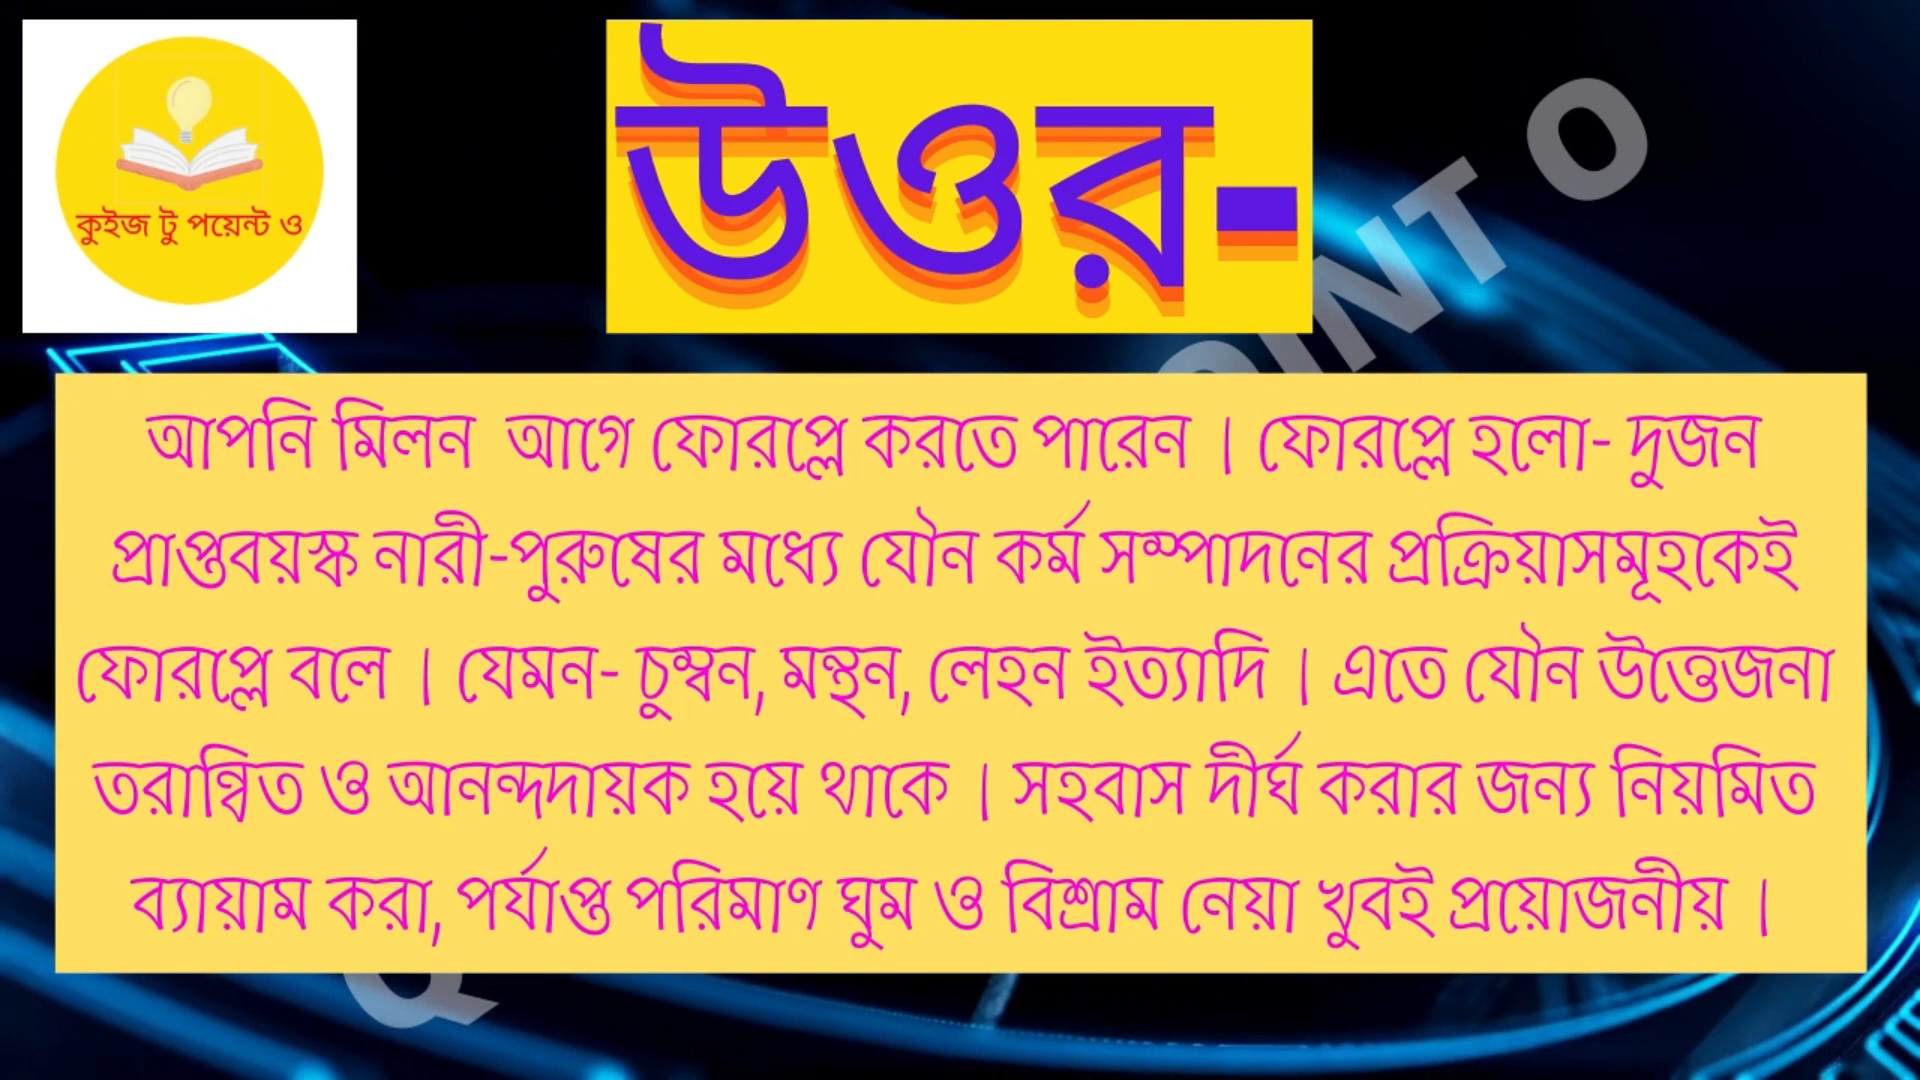 কুইজ টু পয়েন্ট ও
উওর-
আপনি মিলন আগে ফোরপ্লে করতে পারেন । ফোরপ্লে হলো- দুজন
প্রাপ্তবয়স্ক নারী-পুরুষের মধ্যে যৌন কর্ম সম্পাদনের প্রক্রিয়াসমূহকেই
ফোরপ্লে বলে । যেমন- চুম্বন, মন্থন, লেহন ইত্যাদি । এতে যৌন উত্তেজনা
তরান্বিত ও আনন্দদায়ক হয়ে থাকে । সহবাস দীর্ঘ করার জন্য নিয়মিত
ব্যায়াম করা, পর্যাপ্ত পরিমাণ ঘুম ও বিশ্রাম নেয়া খুবই প্রয়োজনীয় ।